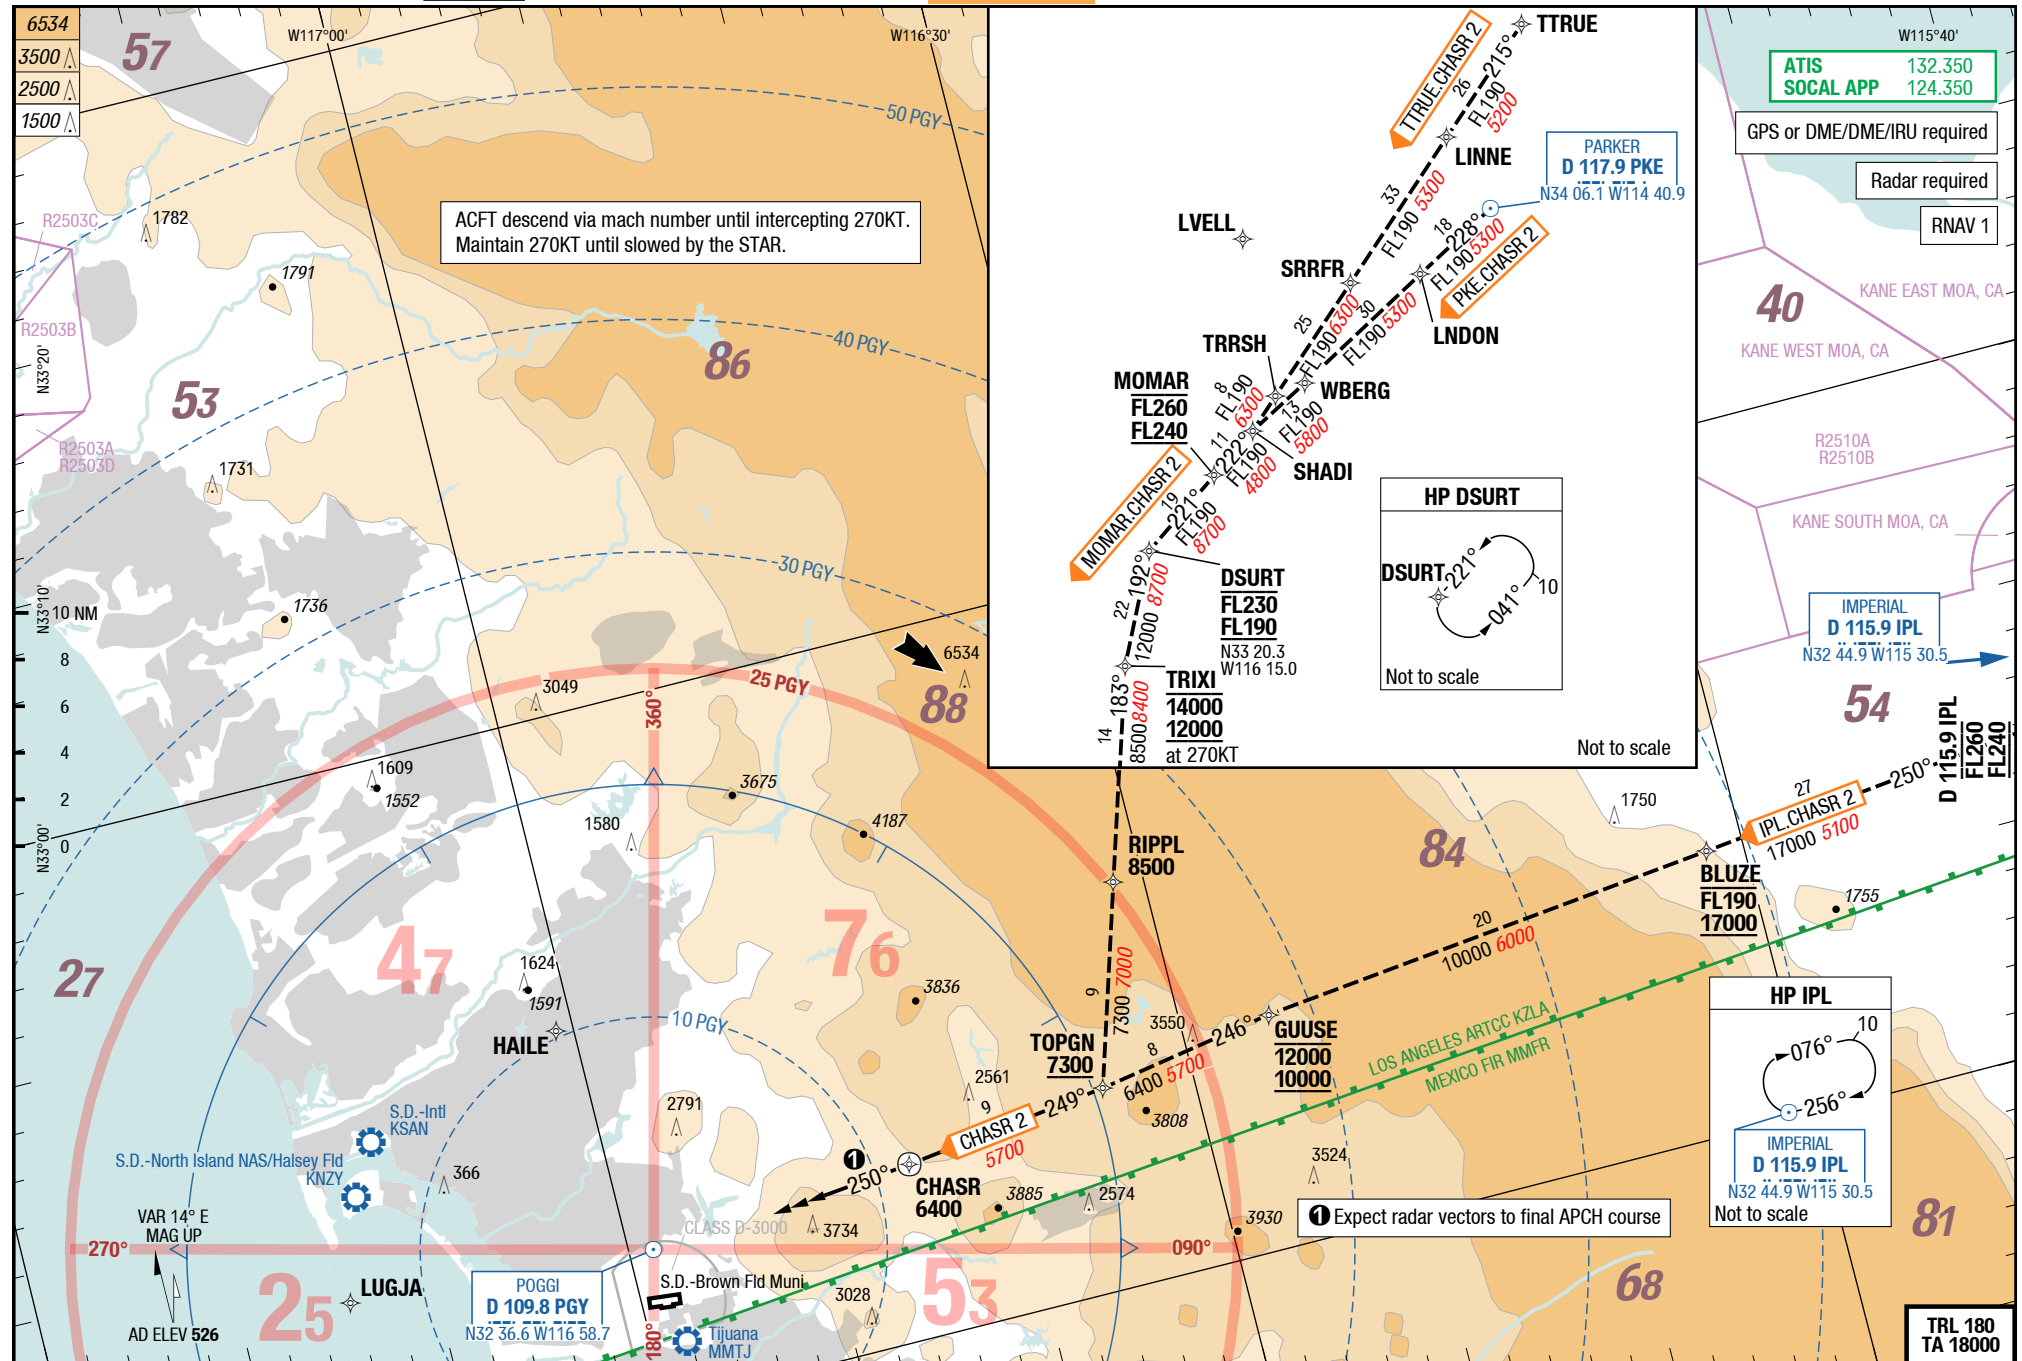 6534
3500
2500
1500
57
W117°00'
W116°30'
W115°40'
50 PGY
ATIS 132.350
SOCAL APP 124.350
GPS or DME/DME/IRU required
Radar required
RNAV 1
ACFT descend via mach number until intercepting 270KT.
Maintain 270KT until slowed by the STAR.
TTRUE
215°
TTRUE.CHASR 2
26
FL190
5200
LINNE
PARKER
D 117.9 PKE
N34 06.1 W114 40.9
33
FL190 5300
18
228°
FL190 5300
PKE.CHASR 2
LVELL
SRRFR
LNDON
30
FL190 5300
25
FL190 6300
TRRSH
WBERG
MOMAR
FL260
FL240
8
FL190
6300
13
FL190
5800
SHADI
11
222°
FL190
4800
MOMAR.CHASR 2
19
221°
FL190
8700
DSURT
FL230
FL190
N33 20.3
W116 15.0
22
192°
12000 8700
TRIXI
14000
12000
at 270KT
14
183°
8500 8400
HP DSURT
DSURT
221°
041°
10
Not to scale
Not to scale
R2503C
1782
1791
R2503B
N33°20'
53
R2503A
R2503D
1731
40 PGY
86
40
KANE EAST MOA, CA
KANE WEST MOA, CA
R2510A
R2510B
KANE SOUTH MOA, CA
30 PGY
N33°10'
10 NM
8
6
4
2
0
N33°00'
1736
IMPERIAL
D 115.9 IPL
N32 44.9 W115 30.5
6534
88
25 PGY
360°
3049
54
1609
1552
3675
1580
4187
D 115.9 IPL
FL260
FL240
250°
27
IPL.CHASR 2
17000 5100
1750
84
RIPPL
8500
BLUZE
FL190
17000
1755
20
10000 6000
27
47
76
1624
1591
3836
HAILE
10 PGY
9
7300 7000
TOPGN
7300
3550
246°
GUUSE
12000
10000
8
6400 5700
LOS ANGELES ARTCC KZLA
MEXICO FIR MMFR
HP IPL
10
076°
256°
IMPERIAL
D 115.9 IPL
N32 44.9 W115 30.5
Not to scale
2561
249°
9
CHASR 2
5700
3808
2791
S.D.-Intl
KSAN
S.D.-North Island NAS/Halsey Fld
KNZY
366
1
250°
CHASR
6400
3885
2574
3524
1 Expect radar vectors to final APCH course
81
VAR 14° E
MAG UP
CLASS D-3000
3734
3930
270°
090°
POGGI
D 109.8 PGY
N32 36.6 W116 58.7
S.D.-Brown Fld Muni
LUGJA
25
AD ELEV 526
180°
Tijuana
MMTJ
3028
53
68
TRL 180
TA 18000